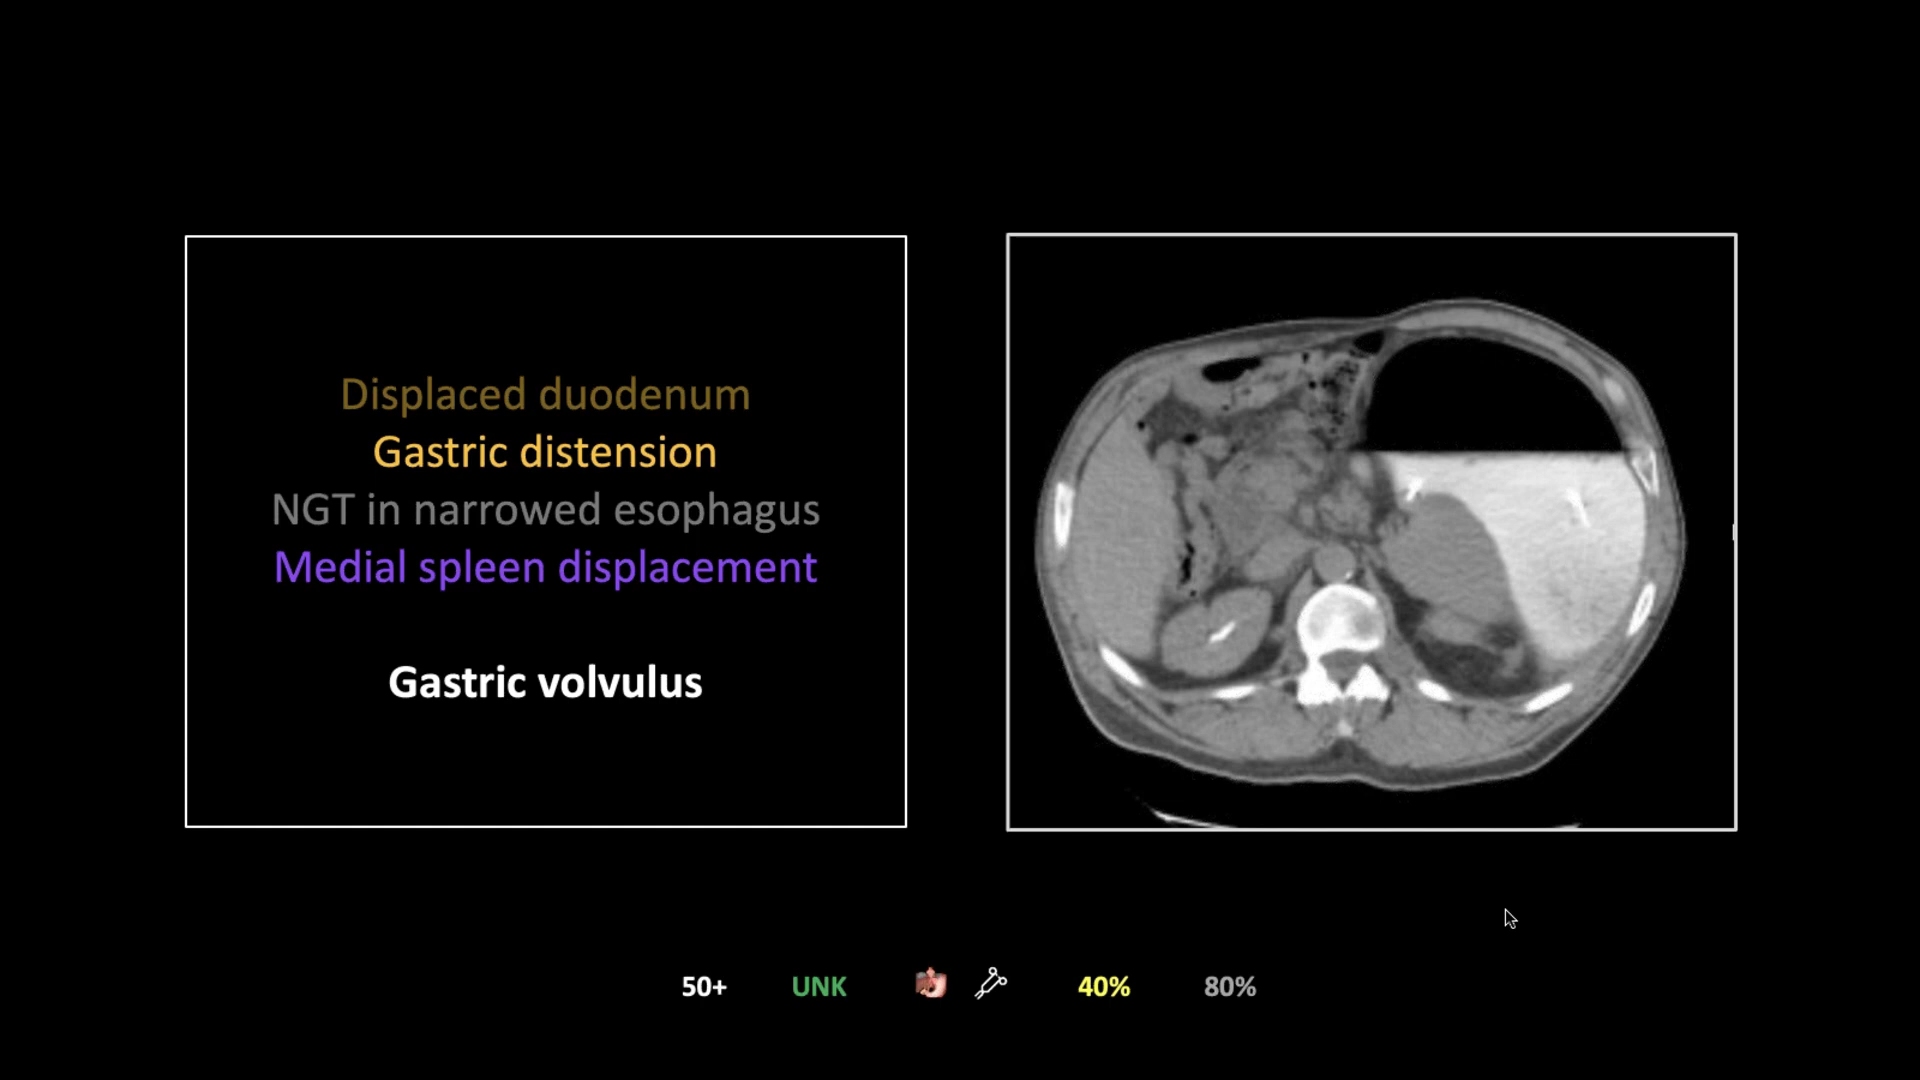 Displaced duodenum
Gastric distension
NGT in narrowed esophagus
Medial spleen displacement
Gastric volvulus
50+ UNK 40% 80%